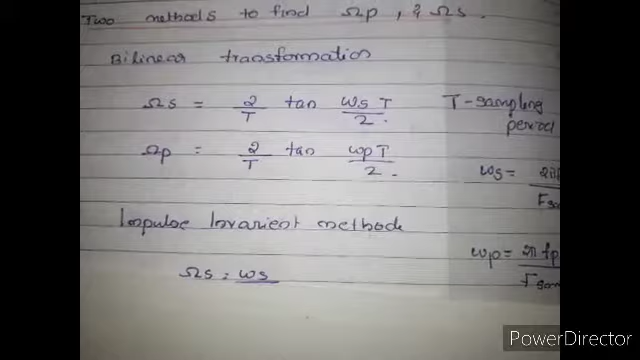 Two methods to find Ωp, & Ωs.
Bilinear transformation
Ωs = 2/T tan ωsT/2.
T-sampling period
Ωp = 2/T tan ωpT/2.
ωs =
Impulse Invarient method
ωp = 2π fp
Ωs = ωs
PowerDirector